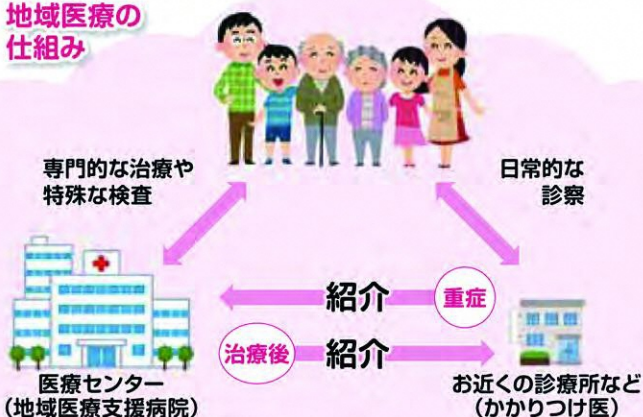 地域医療の
仕組み
専門的な治療や
特殊な検査
日常的な
診察
紹介
重症
治療後
紹介
医療センター
(地域医療支援病院)
お近くの診療所など
(かかりつけ医)